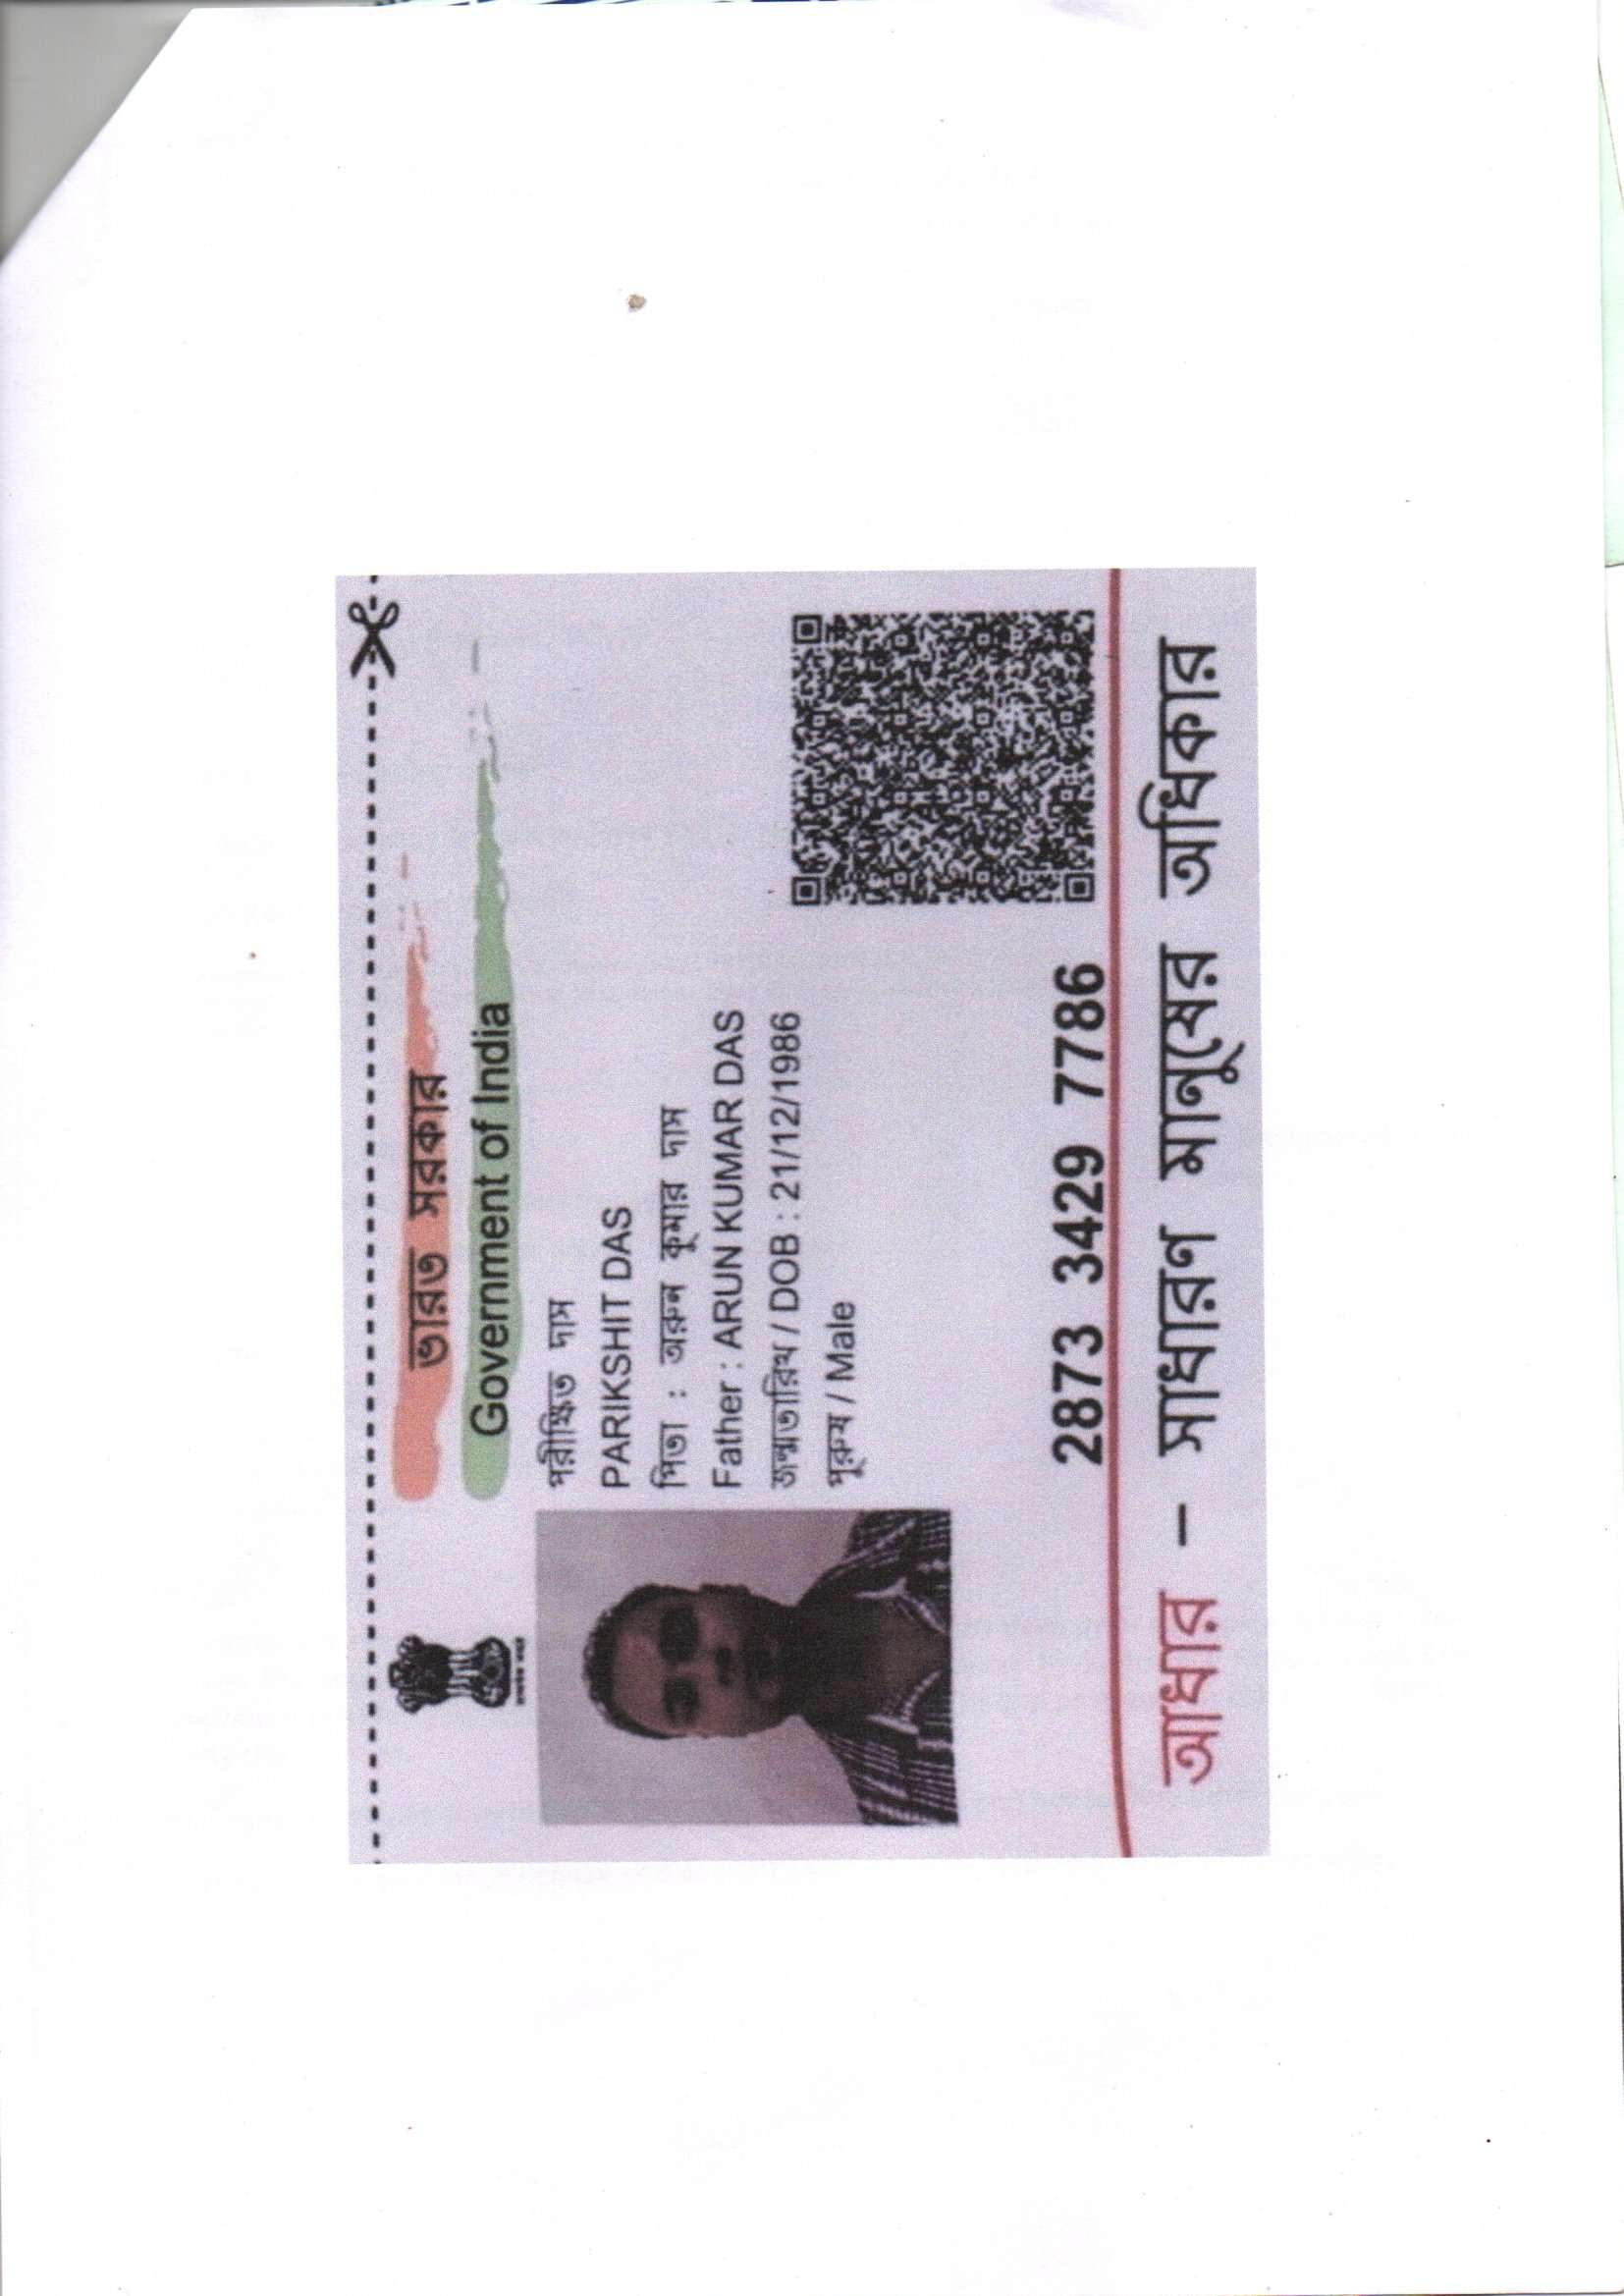 ভারত সরকার
Government of India
পরীক্ষিত দাস
PARIKSHIT DAS
পিতা : অরুন কুমার দাস
Father : ARUN KUMAR DAS
জন্মতারিখ / DOB : 21/12/1986
পুরুষ / Male
2873 3429 7786
আধার – সাধারণ মানুষের অধিকার